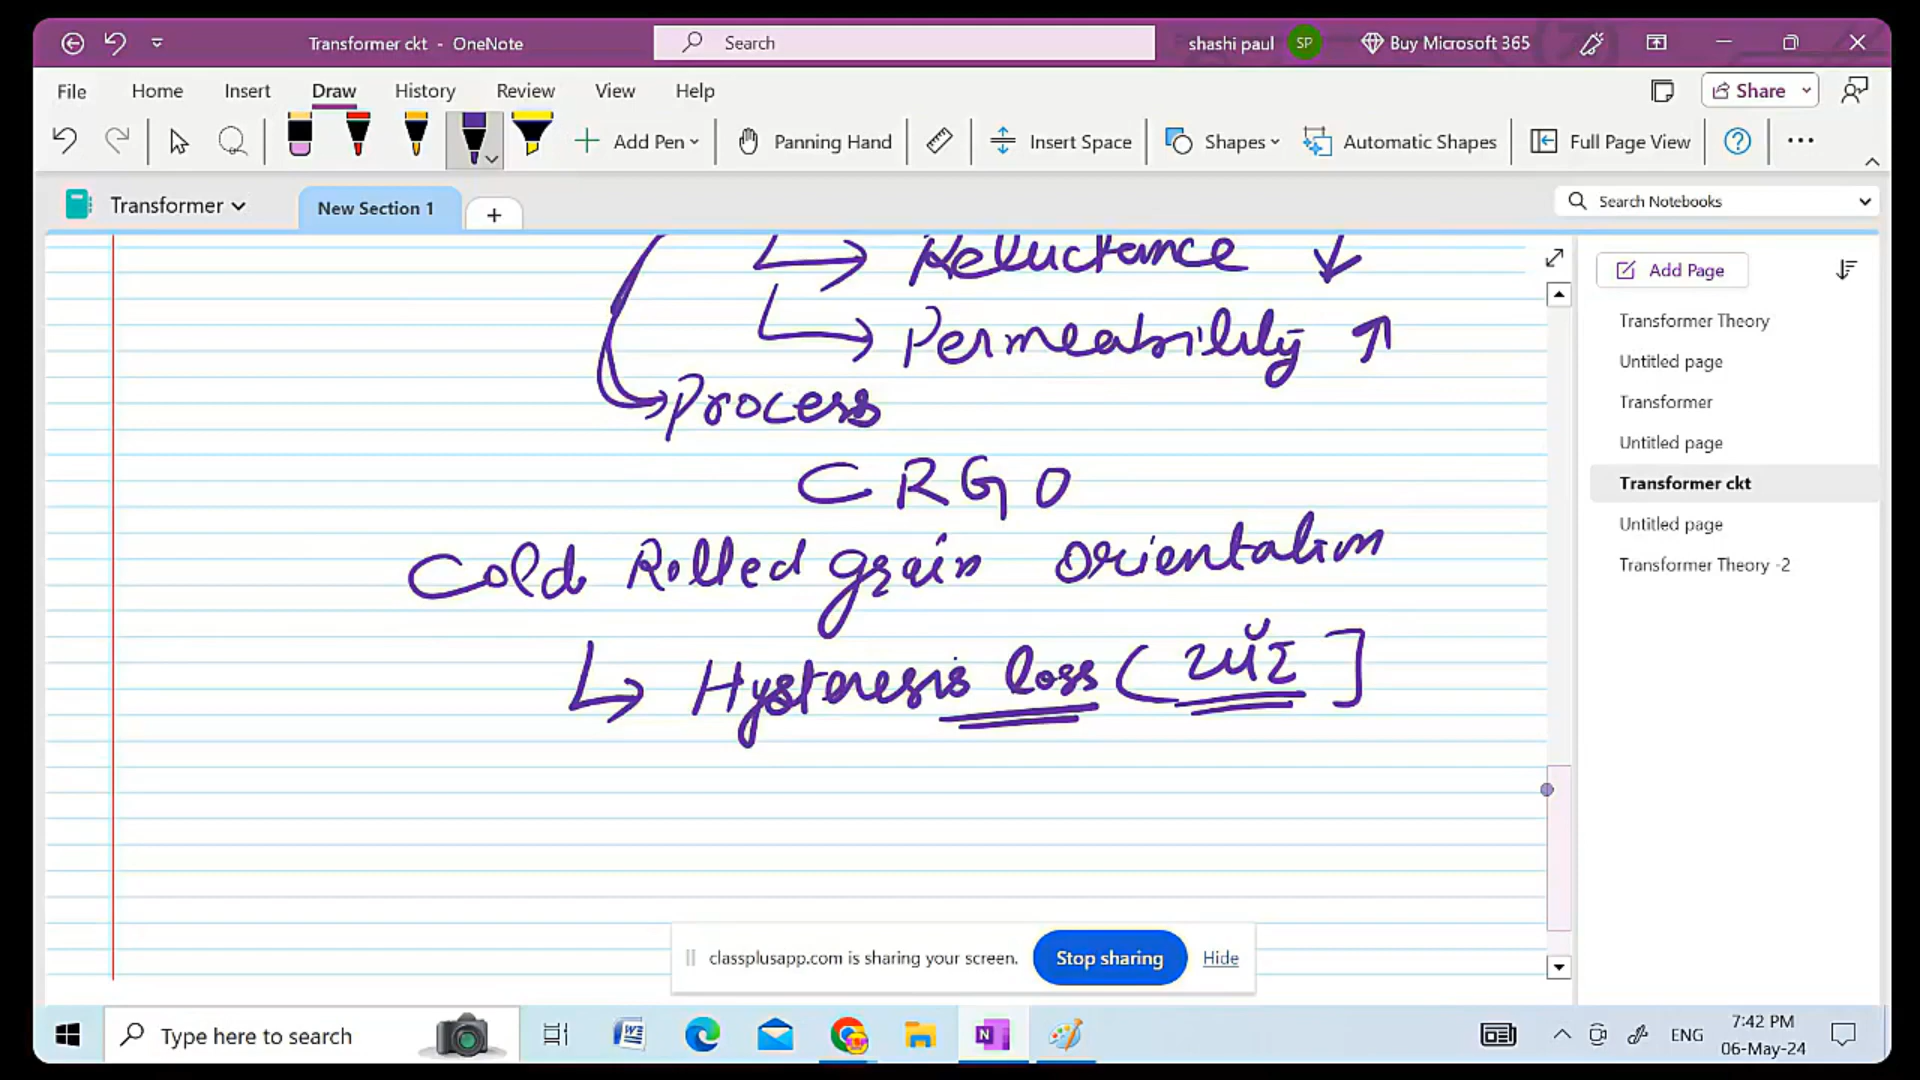 Transformer ckt - OneNote
Search
shashi paul
SP
Buy Microsoft 365
File Home Insert Draw History Review View Help
Share
Add Pen
Panning Hand
Insert Space
Shapes
Automatic Shapes
Full Page View
Transformer
New Section 1
Search Notebooks
Reluctance ↓
Permeability ↑
Process
CRGO
Cold Rolled grain orientation
Hysteresis loss (
]
Add Page
Transformer Theory
Untitled page
Transformer
Untitled page
Transformer ckt
Untitled page
Transformer Theory -2
classplusapp.com is sharing your screen.
Stop sharing
Hide
Type here to search
ENG
7:42 PM
06-May-24